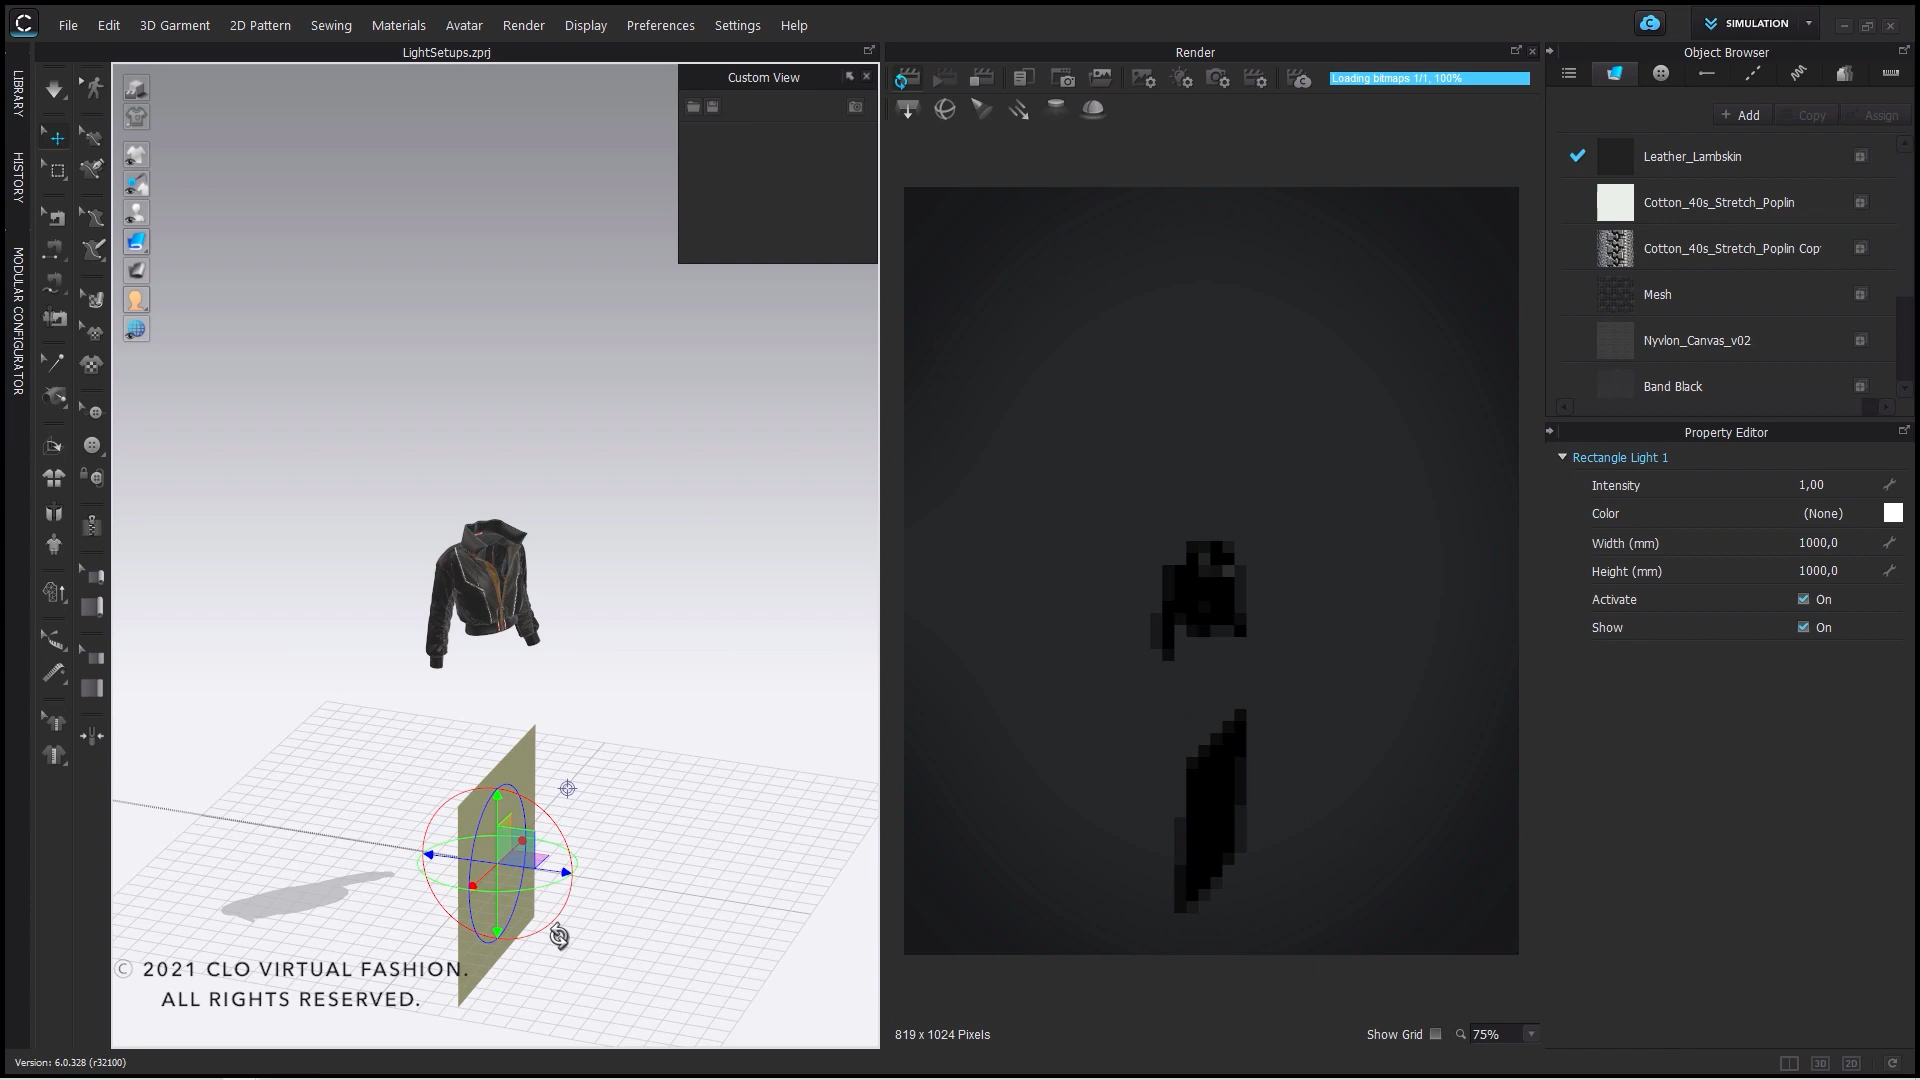 File Edit 3D Garment 2D Pattern Sewing Materials Avatar Render Display Preferences Settings Help
SIMULATION
LightSetups.zprj
Render
Object Browser
LIBRARY
HISTORY
MODULAR CONFIGURATOR
Custom View
Loading bitmaps 1/1, 100%
+ Add Copy Assign
Leather_Lambskin
Cotton_40s_Stretch_Poplin
Cotton_40s_Stretch_Poplin Cop
Mesh
Nyvlon_Canvas_v02
Band Black
Property Editor
Rectangle Light 1
Intensity 1,00
Color (None)
Width (mm) 1000,0
Height (mm) 1000,0
Activate On
Show On
© 2021 CLO VIRTUAL FASHION.
ALL RIGHTS RESERVED.
819 x 1024 Pixels
Show Grid
75%
Version: 6.0.328 (r32100)
3D
2D